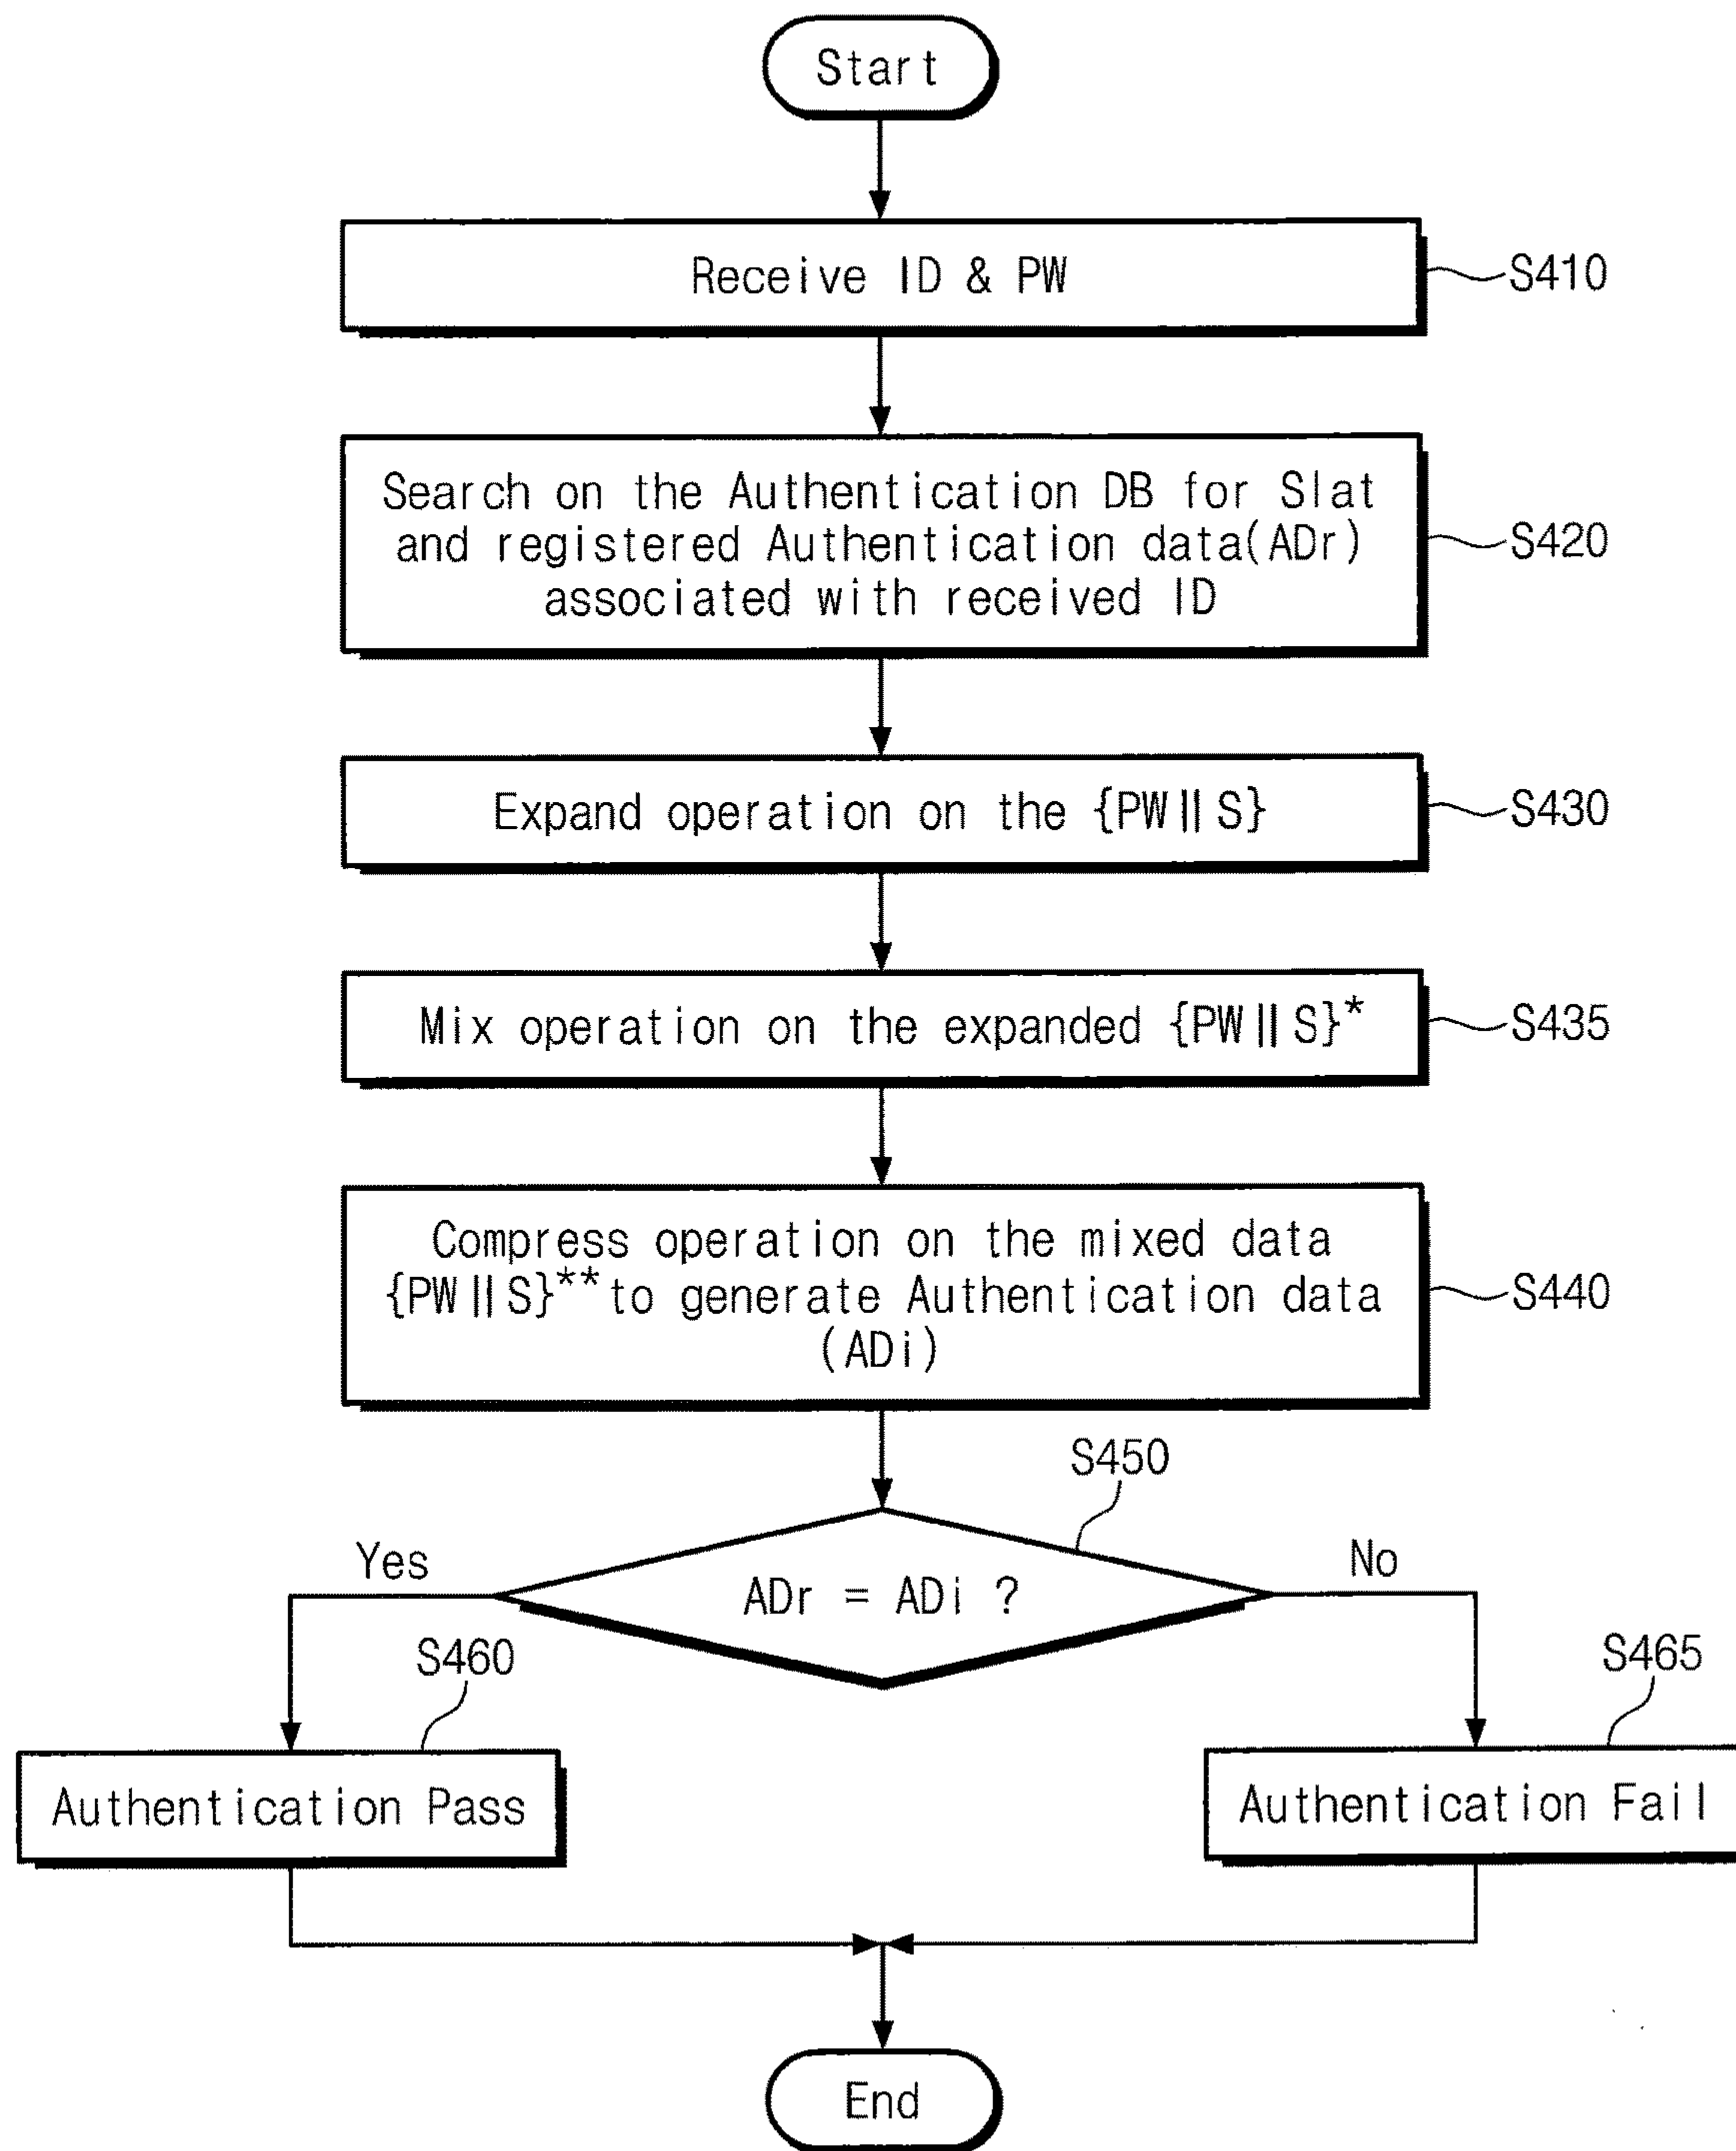 Start
Receive ID & PW
S410
Search on the Authentication DB for Slat
and registered Authentication data(ADr)
associated with received ID
S420
Expand operation on the {PW||S}
S430
Mix operation on the expanded {PW||S}*
S435
Compress operation on the mixed data
{PW||S}** to generate Authentication data
(ADi)
S440
S450
Yes
ADr = ADi ?
No
S460
S465
Authentication Pass
Authentication Fail
End